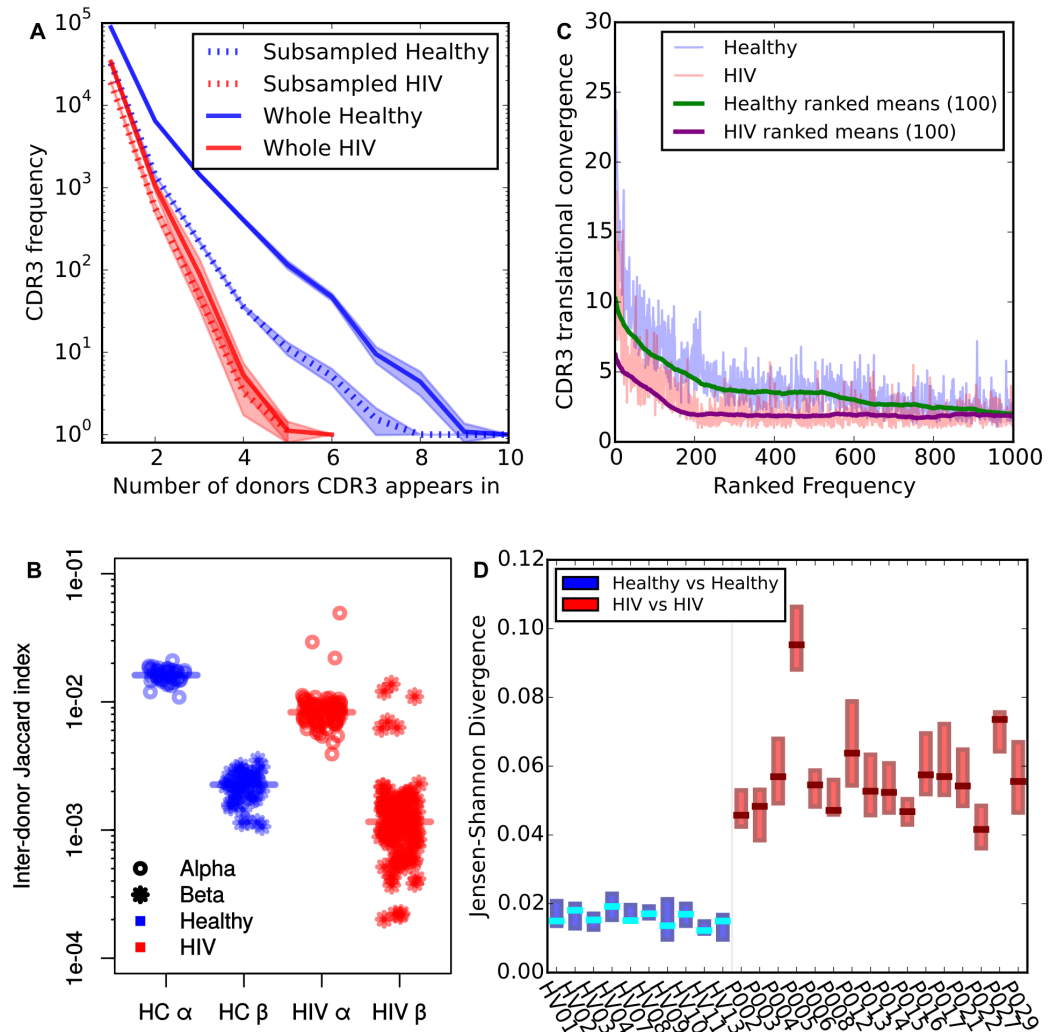 A
10^5
10^4
10^3
10^2
10^1
10^0
CDR3 frequency
Subsampled Healthy
Subsampled HIV
Whole Healthy
Whole HIV
2
4
6
8
10
Number of donors CDR3 appears in
C
30
25
20
15
10
5
0
CDR3 translational convergence
Healthy
HIV
Healthy ranked means (100)
HIV ranked means (100)
0
200
400
600
800
1000
Ranked Frequency
B
1e-01
1e-02
1e-03
1e-04
Inter-donor Jaccard index
Alpha
Beta
Healthy
HIV
HC α
HC β
HIV α
HIV β
D
0.12
0.10
0.08
0.06
0.04
0.02
0.00
Jensen-Shannon Divergence
Healthy vs Healthy
HIV vs HIV
HV01